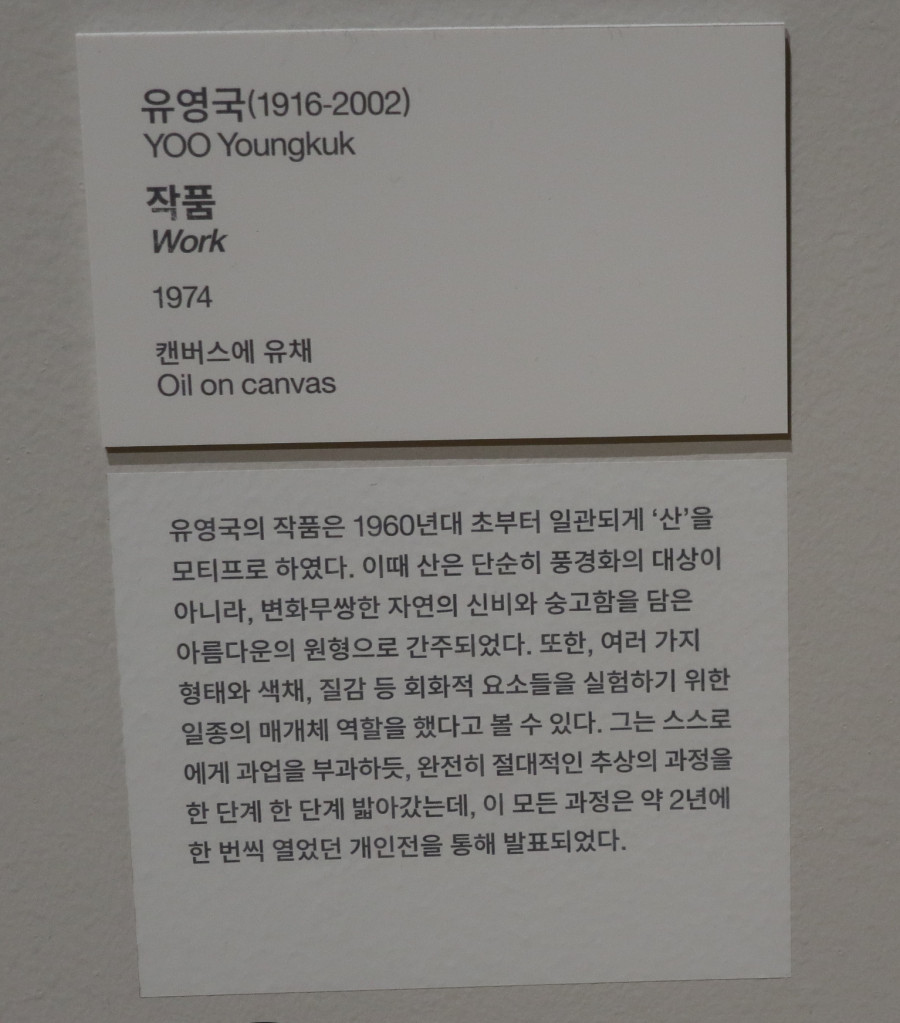 유영국(1916-2002)
YOO Youngkuk
작품
Work
1974
캔버스에 유채
Oil on canvas
유영국의 작품은 1960년대 초부터 일관되게 ‘산’을
모티프로 하였다. 이때 산은 단순히 풍경화의 대상이
아니라, 변화무쌍한 자연의 신비와 숭고함을 담은
아름다운의 원형으로 간주되었다. 또한, 여러 가지
형태와 색채, 질감 등 회화적 요소들을 실험하기 위한
일종의 매개체 역할을 했다고 볼 수 있다. 그는 스스로
에게 과업을 부과하듯, 완전히 절대적인 추상의 과정을
한 단계 한 단계 밟아갔는데, 이 모든 과정은 약 2년에
한 번씩 열었던 개인전을 통해 발표되었다.